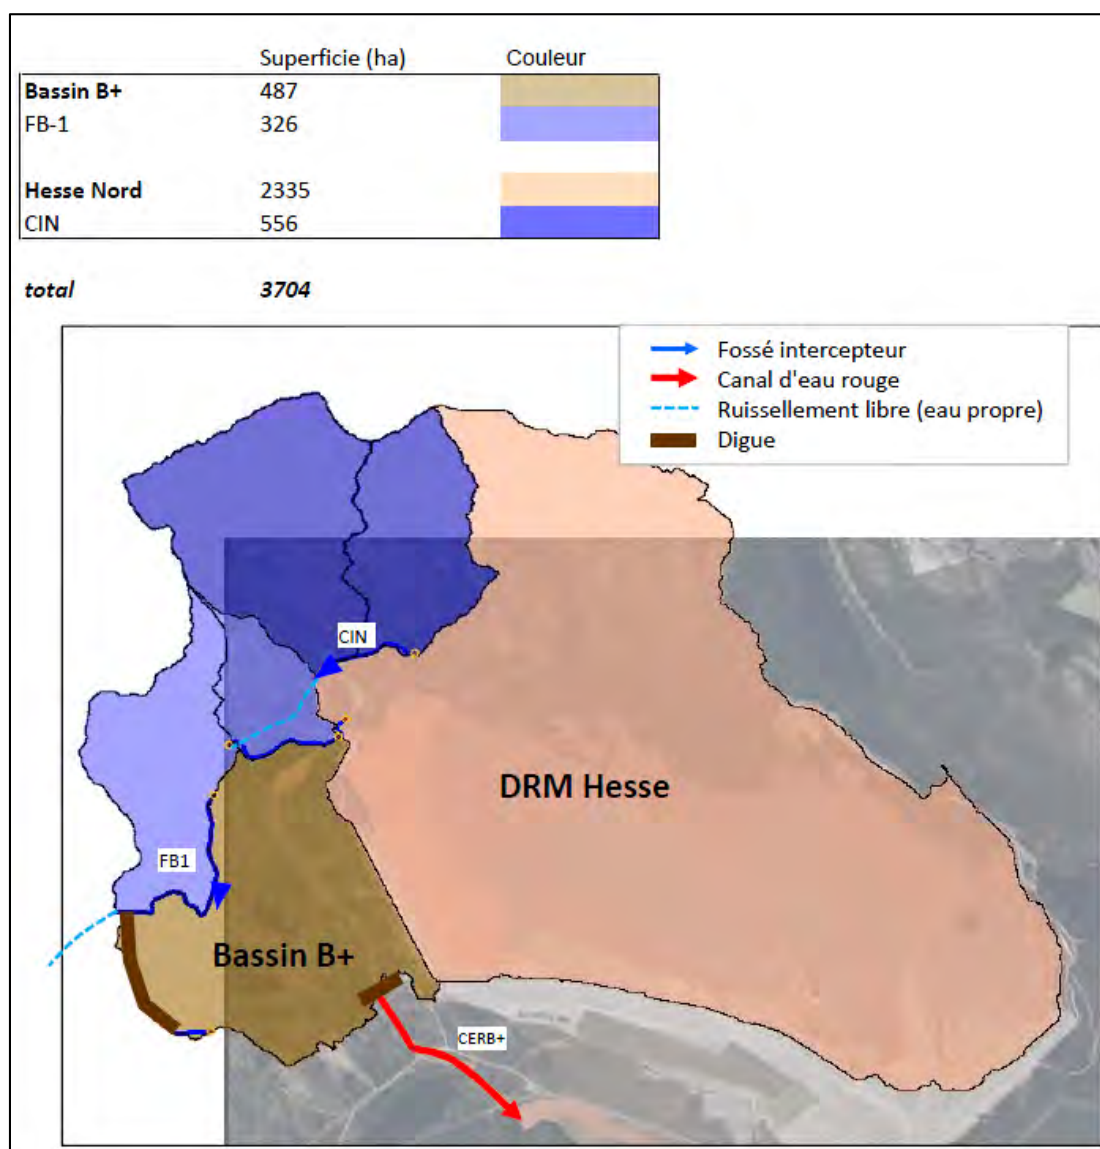 Superficie (ha) Couleur
Bassin B+ 487
FB-1 326
Hesse Nord 2335
CIN 556
total 3704
Fossé intercepteur
Canal d'eau rouge
Ruissellement libre (eau propre)
Digue
CIN
DRM Hesse
FB1
Bassin B+
CERB+